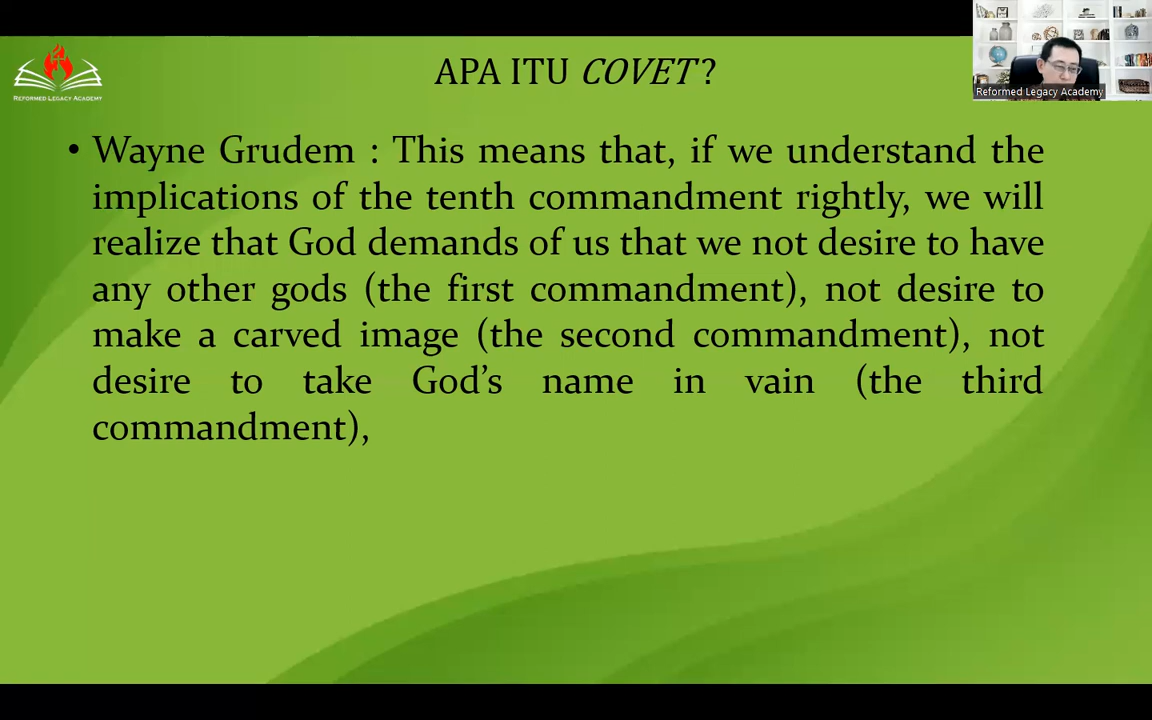 APA ITU COVET?
REFORMED LEGACY ACADEMY
Reformed Legacy Academy
• Wayne Grudem : This means that, if we understand the
implications of the tenth commandment rightly, we will
realize that God demands of us that we not desire to have
any other gods (the first commandment), not desire to
make a carved image (the second commandment), not
desire to take God’s name in vain (the third
commandment),